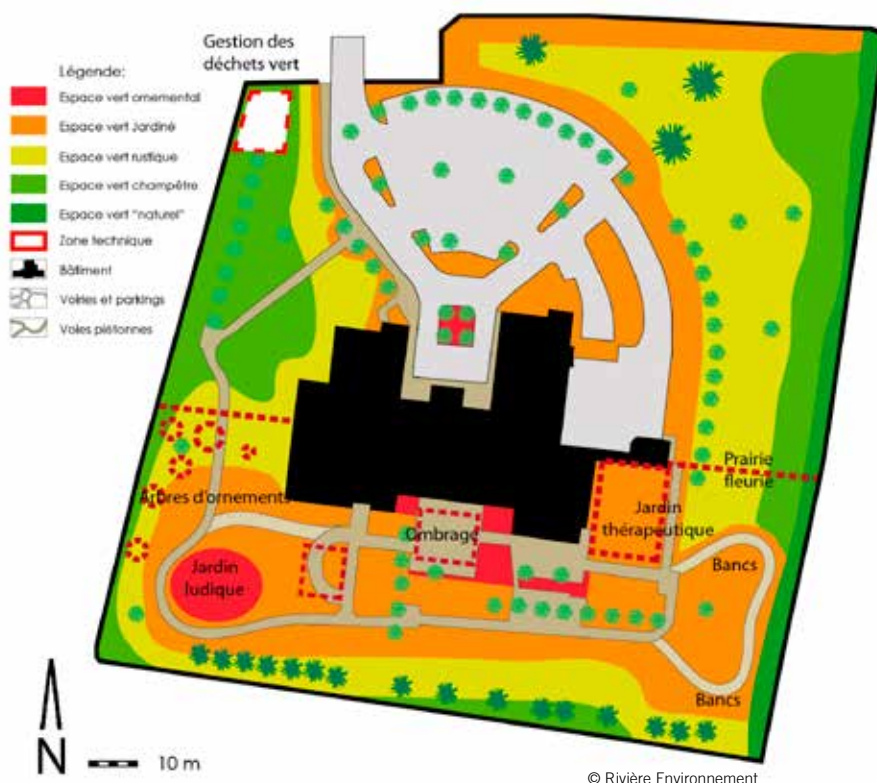 Gestion des
déchets vert
Légende:
Espace vert ornemental
Espace vert Jardiné
Espace vert rustique
Espace vert champêtre
Espace vert "naturel"
Zone technique
Bâtiment
Voiries et parkings
Voies piétonnes
Prairie
fleurie
Arbres d'ornements
Ombrage
Jardin
thérapeutique
Jardin
ludique
Bancs
Bancs
N
10 m
© Rivière Environnement